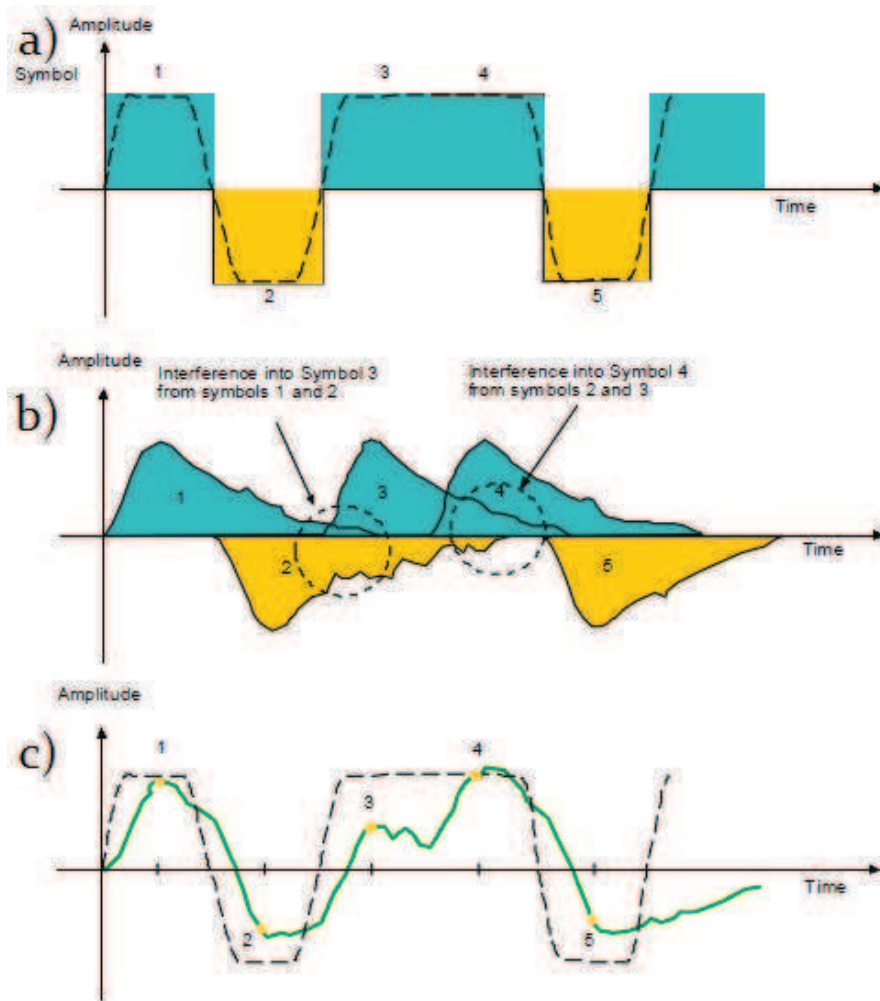 a)
Amplitude
Symbol
1
3
4
Time
2
5
b)
Amplitude
Interference into Symbol 3
from symbols 1 and 2
Interference into Symbol 4
from symbols 2 and 3
1
3
4
Time
2
5
Amplitude
c)
1
4
3
Time
2
5